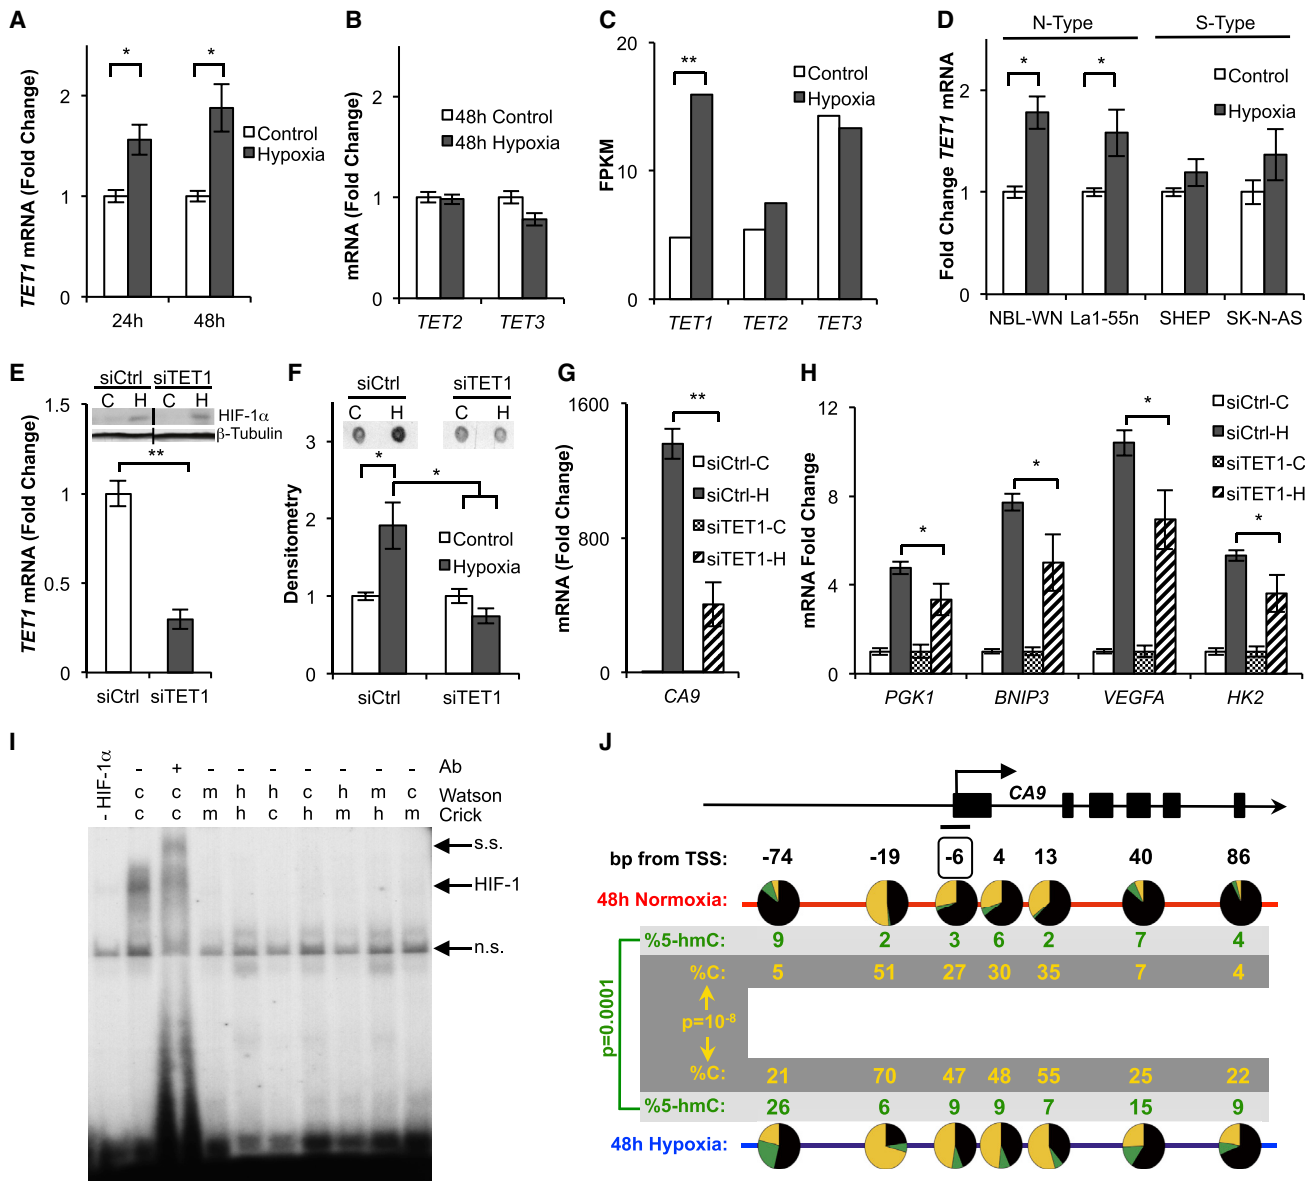 A
TET1 mRNA (Fold Change)
2
1
0
*
*
Control
Hypoxia
24h
48h
B
mRNA (Fold Change)
2
1
0
48h Control
48h Hypoxia
TET2
TET3
C
FPKM
20
10
0
**
Control
Hypoxia
TET1
TET2
TET3
D
N-Type
S-Type
Fold Change TET1 mRNA
2
1
0
*
*
Control
Hypoxia
NBL-WN
La1-55n
SHEP
SK-N-AS
E
siCtrl
siTET1
C H C H
HIF-1α
β-Tubulin
TET1 mRNA (Fold Change)
1.5
1
0.5
0
**
siCtrl
siTET1
F
siCtrl
siTET1
C H C H
Densitometry
3
2
1
0
*
*
Control
Hypoxia
siCtrl
siTET1
G
mRNA (Fold Change)
1600
800
0
**
siCtrl-C
siCtrl-H
siTET1-C
siTET1-H
CA9
H
mRNA Fold Change
12
8
4
0
*
*
*
*
siCtrl-C
siCtrl-H
siTET1-C
siTET1-H
PGK1
BNIP3
VEGFA
HK2
I
- HIF-1α
- + - - - - - - - Ab
c c m h h c h m c Watson
- c c m h c h m h m Crick
s.s.
HIF-1
n.s.
J
CA9
bp from TSS: -74 -19 -6 4 13 40 86
48h Normoxia:
%5-hmC: 9 2 3 6 2 7 4
%C: 5 51 27 30 35 7 4
p=10-8
p=0.0001
%C: 21 70 47 48 55 25 22
%5-hmC: 26 6 9 9 7 15 9
48h Hypoxia: